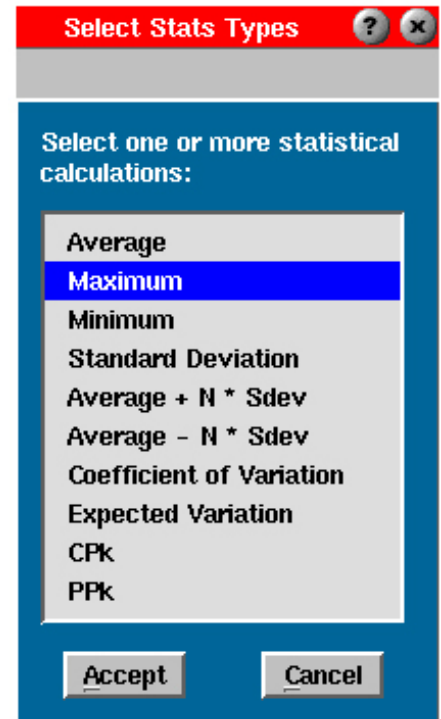 Select Stats Types ? x
Select one or more statistical
calculations:
Average
Maximum
Minimum
Standard Deviation
Average + N * Sdev
Average - N * Sdev
Coefficient of Variation
Expected Variation
CPk
PPk
Accept Cancel